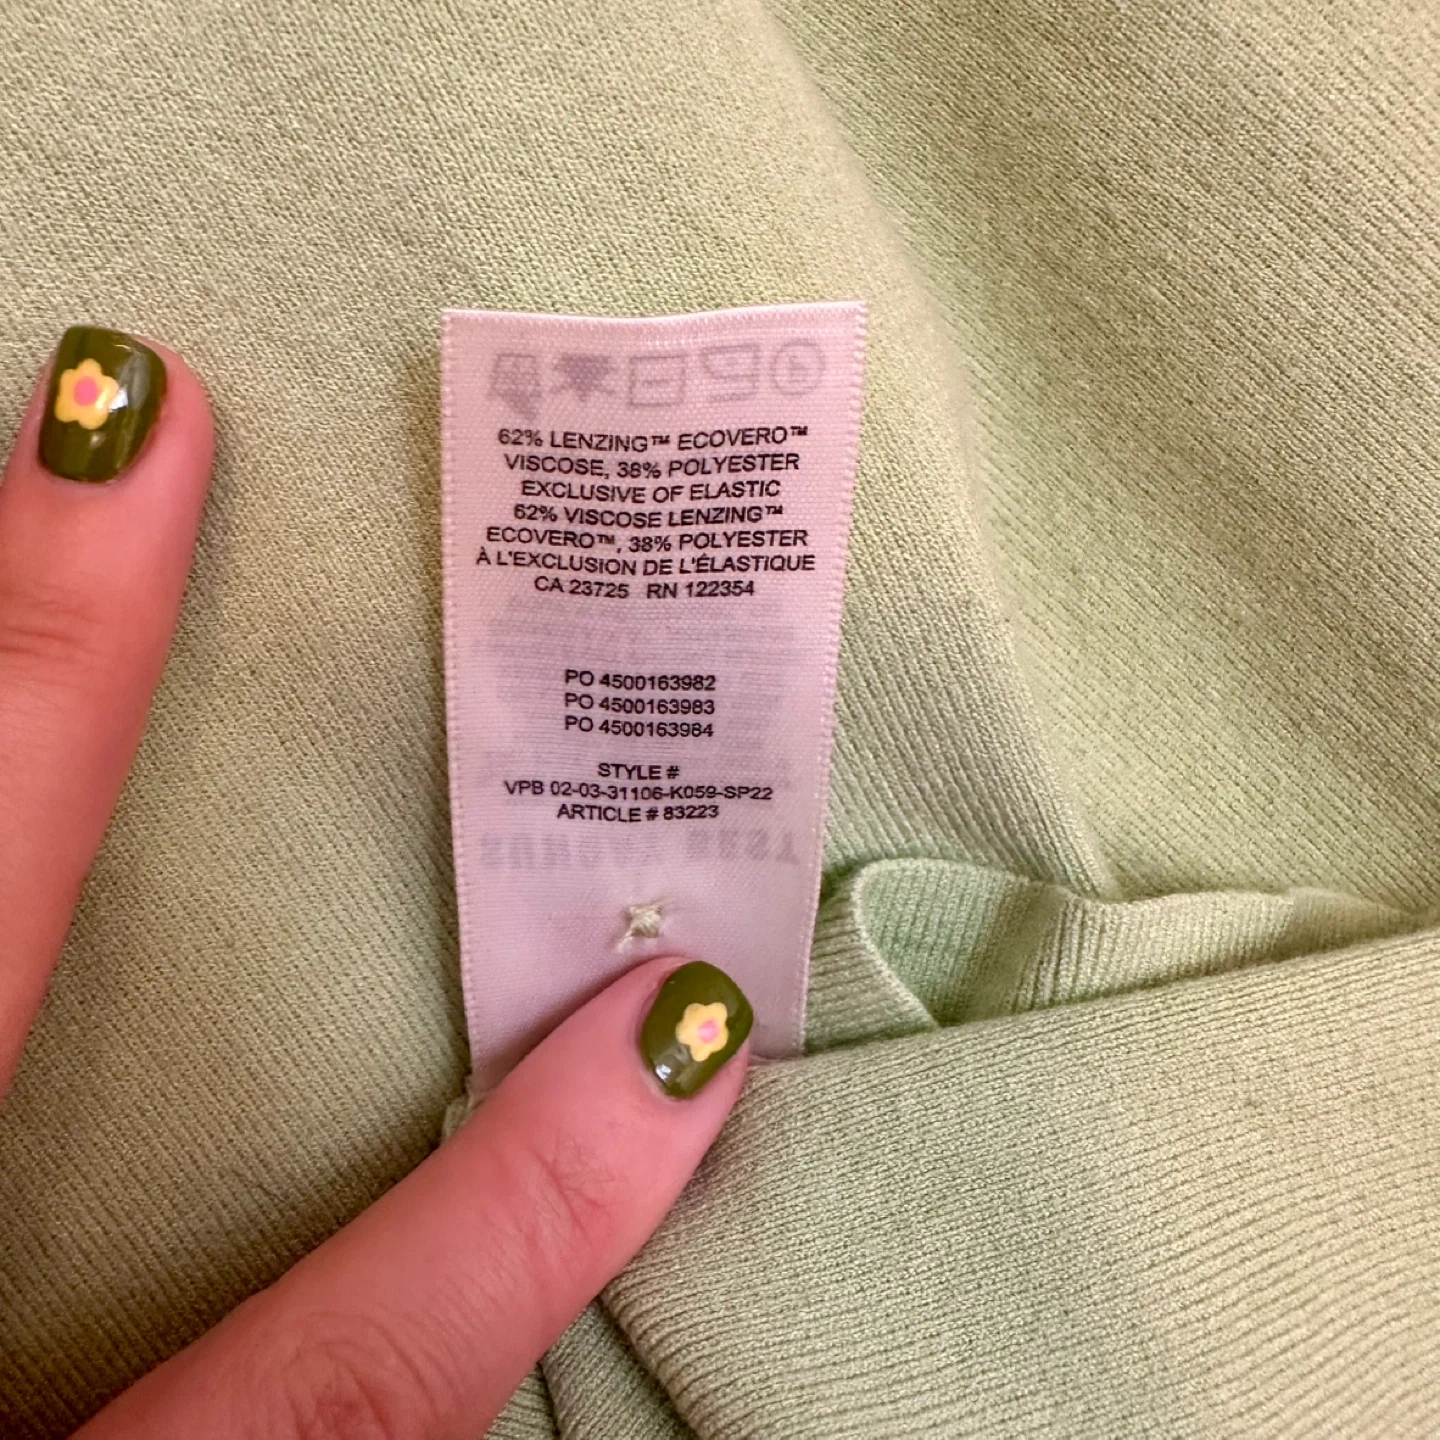 62% LENZING™ ECOVERO™
VISCOSE, 38% POLYESTER
EXCLUSIVE OF ELASTIC
62% VISCOSE LENZING™
ECOVERO™, 38% POLYESTER
À L'EXCLUSION DE L'ÉLASTIQUE
CA 23725 RN 122354
PO 4500163982
PO 4500163983
PO 4500163984
STYLE #
VPB 02-03-31106-K059-SP22
ARTICLE # 83223